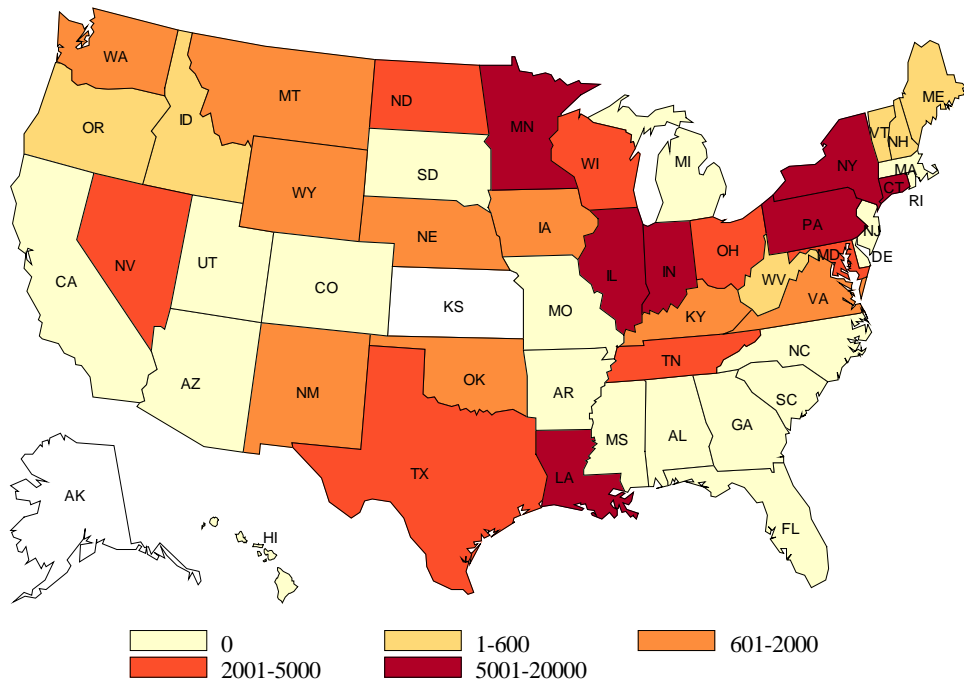 WA
MT
ND
MN
ME
VT
NH
OR
ID
WI
NY
MA
MI
SD
WY
CT
RI
PA
IA
NE
NJ
OH
NV
UT
MD
DE
IL
IN
CA
CO
WV
VA
KS
MO
KY
NC
TN
AZ
OK
NM
AR
SC
GA
MS
AL
TX
LA
AK
FL
HI
0 1-600 601-2000
2001-5000 5001-20000